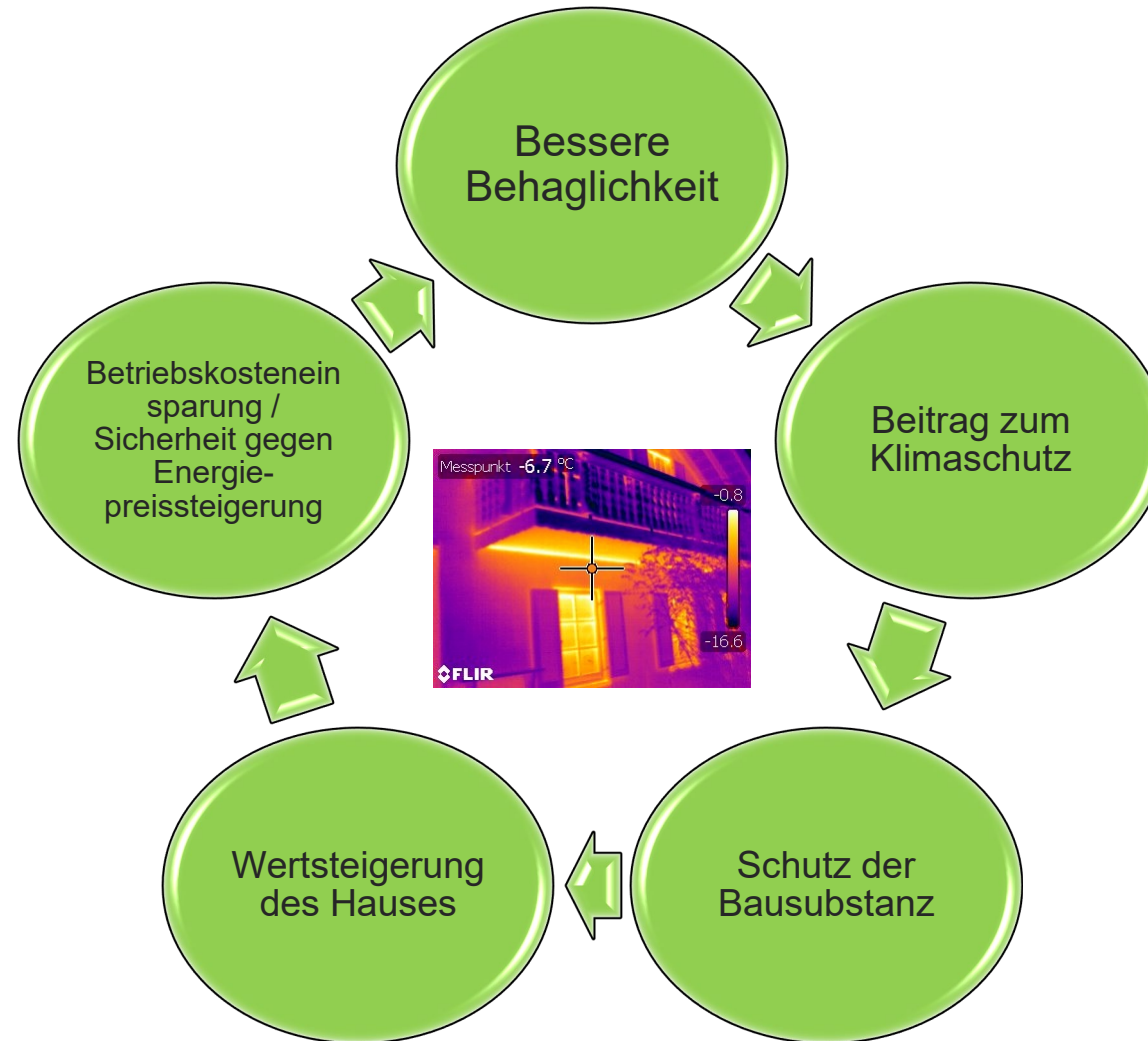 Bessere
Behaglichkeit
Beitrag zum
Klimaschutz
Schutz der
Bausubstanz
Wertsteigerung
des Hauses
Betriebskostenein
sparung /
Sicherheit gegen
Energie-
preissteigerung
Messpunkt -6.7 ºC
-0.8
-16.6
FLIR